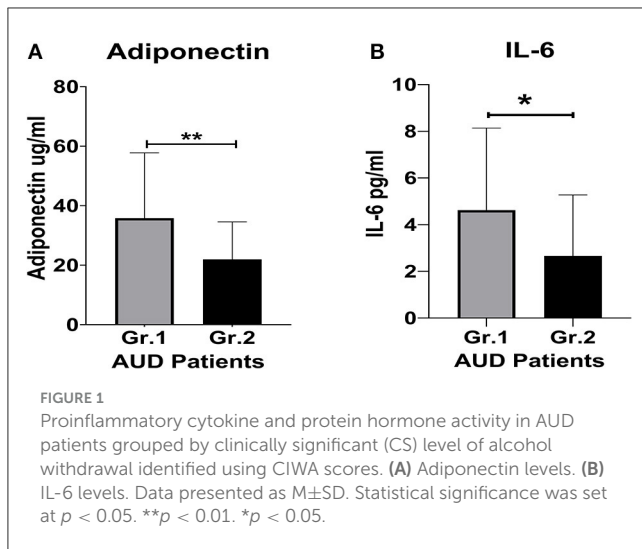 A Adiponectin
Adiponectin ug/ml
80
60
40
20
0
**
Gr.1 Gr.2
AUD Patients
B IL-6
IL-6 pg/ml
10
8
6
4
2
0
*
Gr.1 Gr.2
AUD Patients
FIGURE 1
Proinflammatory cytokine and protein hormone activity in AUD
patients grouped by clinically significant (CS) level of alcohol
withdrawal identified using CIWA scores. (A) Adiponectin levels. (B)
IL-6 levels. Data presented as M±SD. Statistical significance was set
at p < 0.05. **p < 0.01. *p < 0.05.